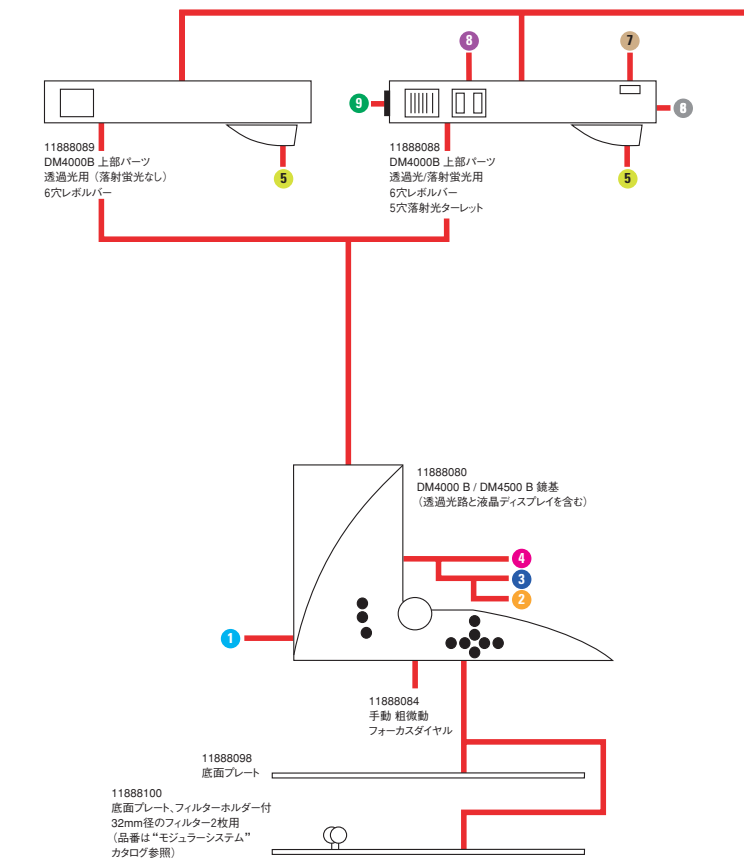 8
7
9
6
11888089
DM4000B 上部パーツ
透過光用（落射蛍光なし）
6穴レボルバー
5
11888088
DM4000B 上部パーツ
透過光/落射蛍光用
6穴レボルバー
5穴落射光ターレット
5
11888080
DM4000 B / DM4500 B 鏡基
（透過光路と液晶ディスプレイを含む）
4
3
2
1
11888084
手動 粗微動
フォーカスダイヤル
11888098
底面プレート
11888100
底面プレート、フィルターホルダー付
32mm径のフィルター2枚用
（品番は“モジュラーシステム”
カタログ参照）